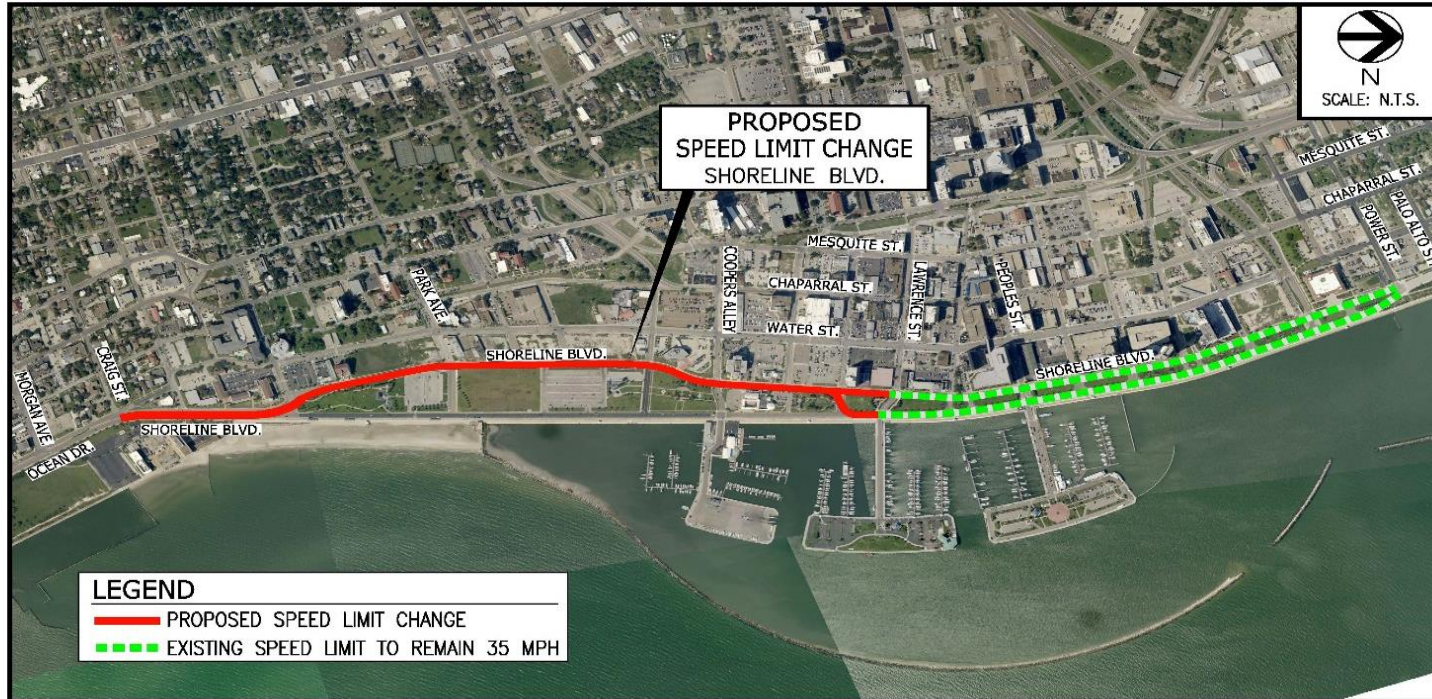 N
SCALE: N.T.S.
PROPOSED
SPEED LIMIT CHANGE
SHORELINE BLVD.
MESQUITE ST.
CHAPARRAL ST.
POWER ST.
PALO ALTO ST.
COOPERS ALLEY
MESQUITE ST.
LAWRENCE ST.
PEOPLES ST.
CHAPARRAL ST.
PARK AVE.
WATER ST.
SHORELINE BLVD.
SHORELINE BLVD.
CRAIG ST.
MORGAN AVE.
SHORELINE BLVD.
OCEAN DR.
LEGEND
PROPOSED SPEED LIMIT CHANGE
EXISTING SPEED LIMIT TO REMAIN 35 MPH